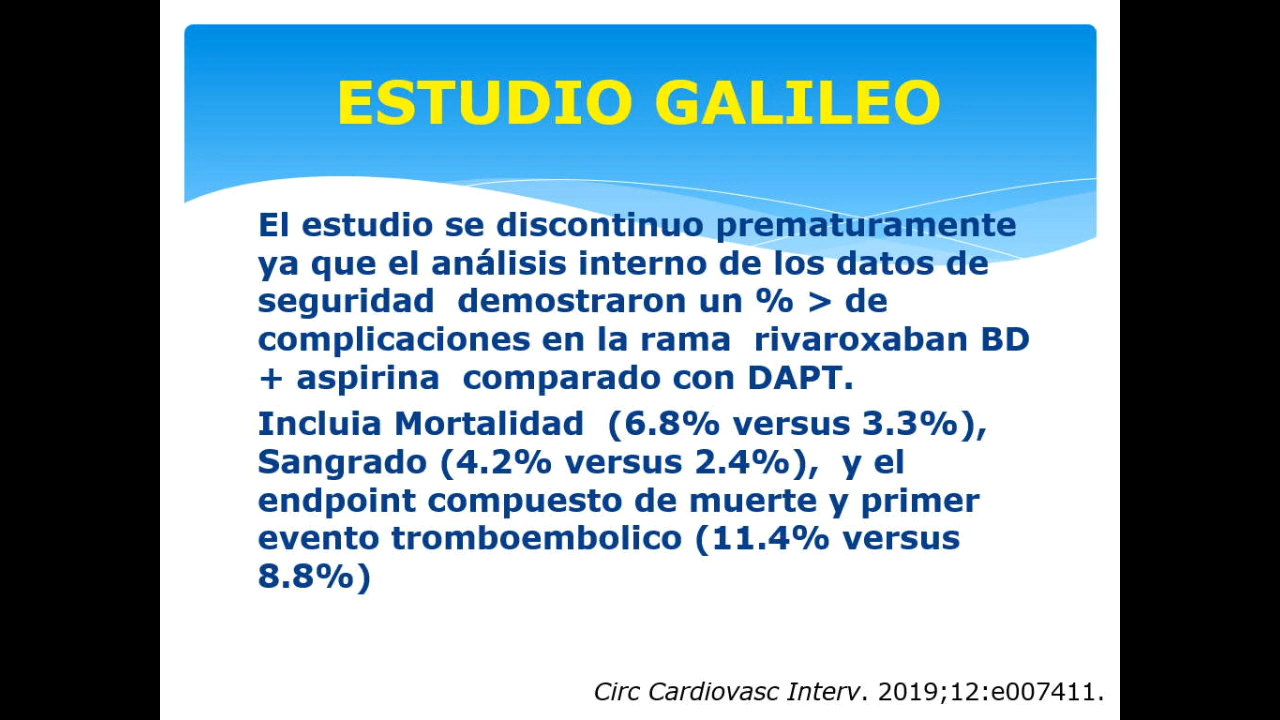 ESTUDIO GALILEO
El estudio se discontinuo prematuramente
ya que el análisis interno de los datos de
seguridad demostraron un % > de
complicaciones en la rama rivaroxaban BD
+ aspirina comparado con DAPT.
Incluia Mortalidad (6.8% versus 3.3%),
Sangrado (4.2% versus 2.4%), y el
endpoint compuesto de muerte y primer
evento tromboembolico (11.4% versus
8.8%)
Circ Cardiovasc Interv. 2019;12:e007411.